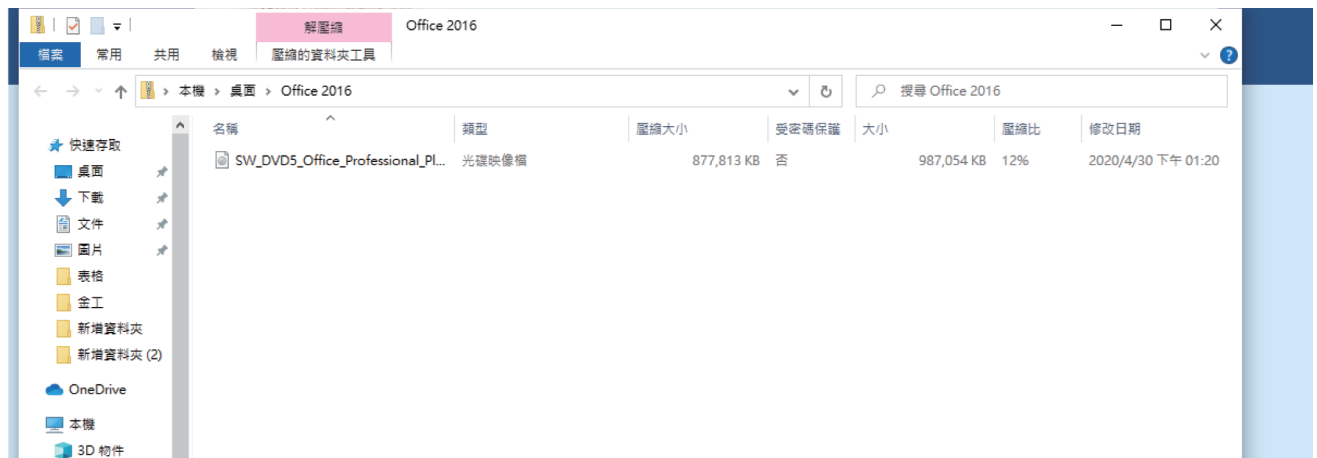 解壓縮 Office 2016
檔案 常用 共用 檢視 壓縮的資料夾工具
本機 › 桌面 › Office 2016 搜尋 Office 2016
名稱 類型 壓縮大小 受密碼保護 大小 壓縮比 修改日期
SW_DVD5_Office_Professional_Pl... 光碟映像檔 877,813 KB 否 987,054 KB 12% 2020/4/30 下午 01:20
快速存取
桌面
下載
文件
圖片
表格
金工
新增資料夾
新增資料夾 (2)
OneDrive
本機
3D 物件